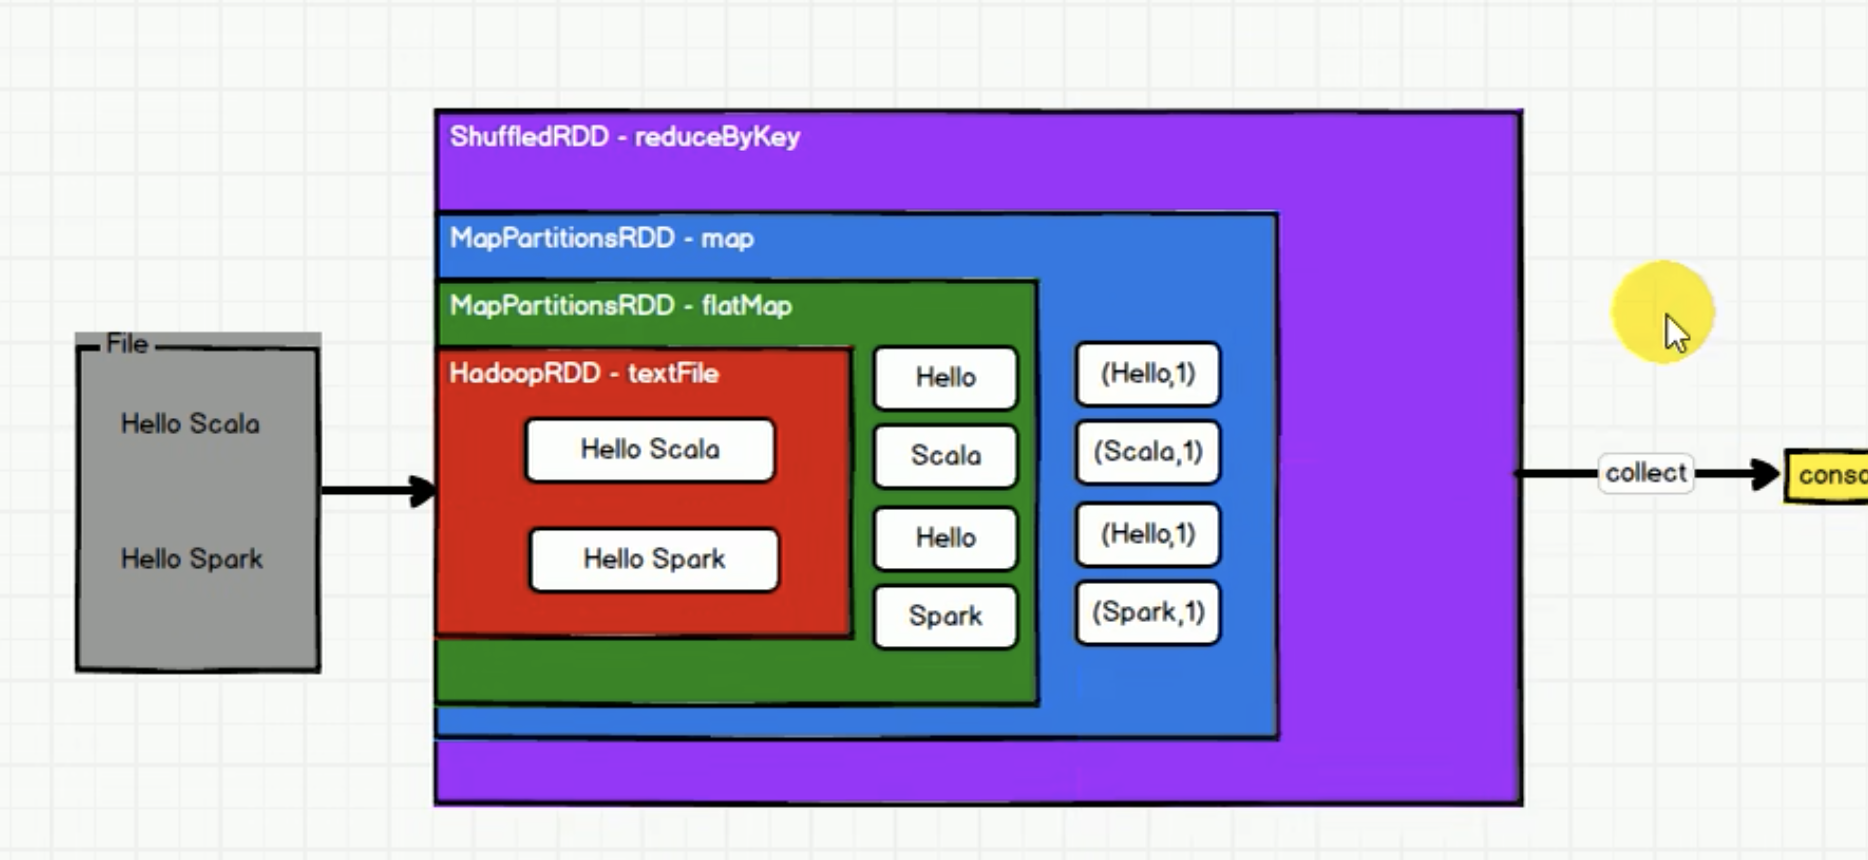 ShuffledRDD - reduceByKey
MapPartitionsRDD - map
MapPartitionsRDD - flatMap
HadoopRDD - textFile
File
Hello Scala
Hello Spark
Hello Scala
Hello Spark
Hello
Scala
Hello
Spark
(Hello,1)
(Scala,1)
(Hello,1)
(Spark,1)
collect